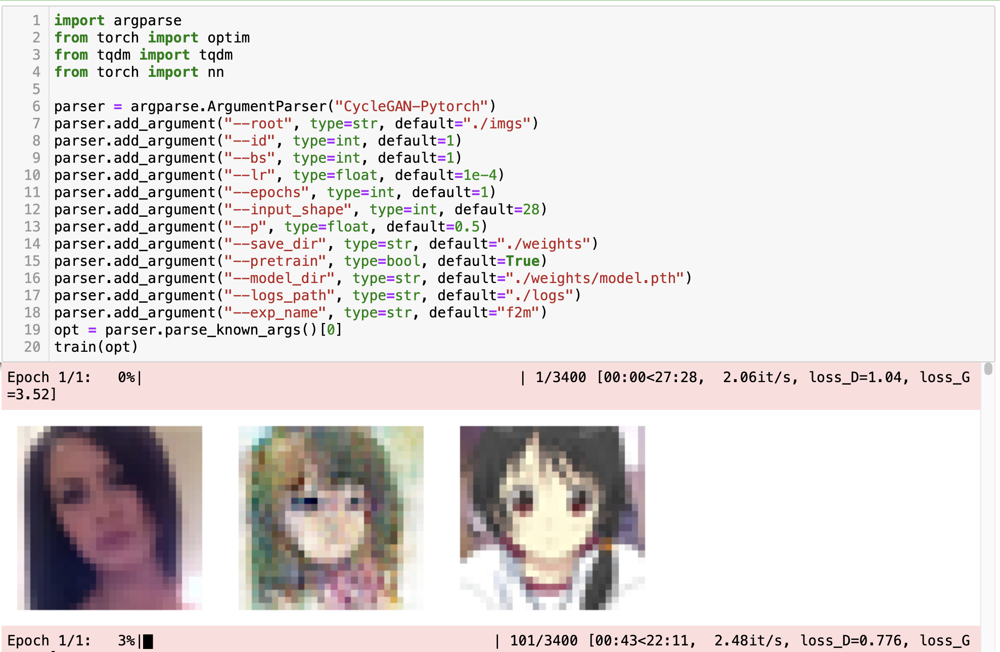 1 import argparse
2 from torch import optim
3 from tqdm import tqdm
4 from torch import nn
5
6 parser = argparse.ArgumentParser("CycleGAN-Pytorch")
7 parser.add_argument("--root", type=str, default="./imgs")
8 parser.add_argument("--id", type=int, default=1)
9 parser.add_argument("--bs", type=int, default=1)
10 parser.add_argument("--lr", type=float, default=1e-4)
11 parser.add_argument("--epochs", type=int, default=1)
12 parser.add_argument("--input_shape", type=int, default=28)
13 parser.add_argument("--p", type=float, default=0.5)
14 parser.add_argument("--save_dir", type=str, default="./weights")
15 parser.add_argument("--pretrain", type=bool, default=True)
16 parser.add_argument("--model_dir", type=str, default="./weights/model.pth")
17 parser.add_argument("--logs_path", type=str, default="./logs")
18 parser.add_argument("--exp_name", type=str, default="f2m")
19 opt = parser.parse_known_args()[0]
20 train(opt)
Epoch 1/1:   0%|          | 1/3400 [00:00<27:28,  2.06it/s, loss_D=1.04, loss_G
=3.52]
Epoch 1/1:   3%|█         | 101/3400 [00:43<22:11,  2.48it/s, loss_D=0.776, loss_G